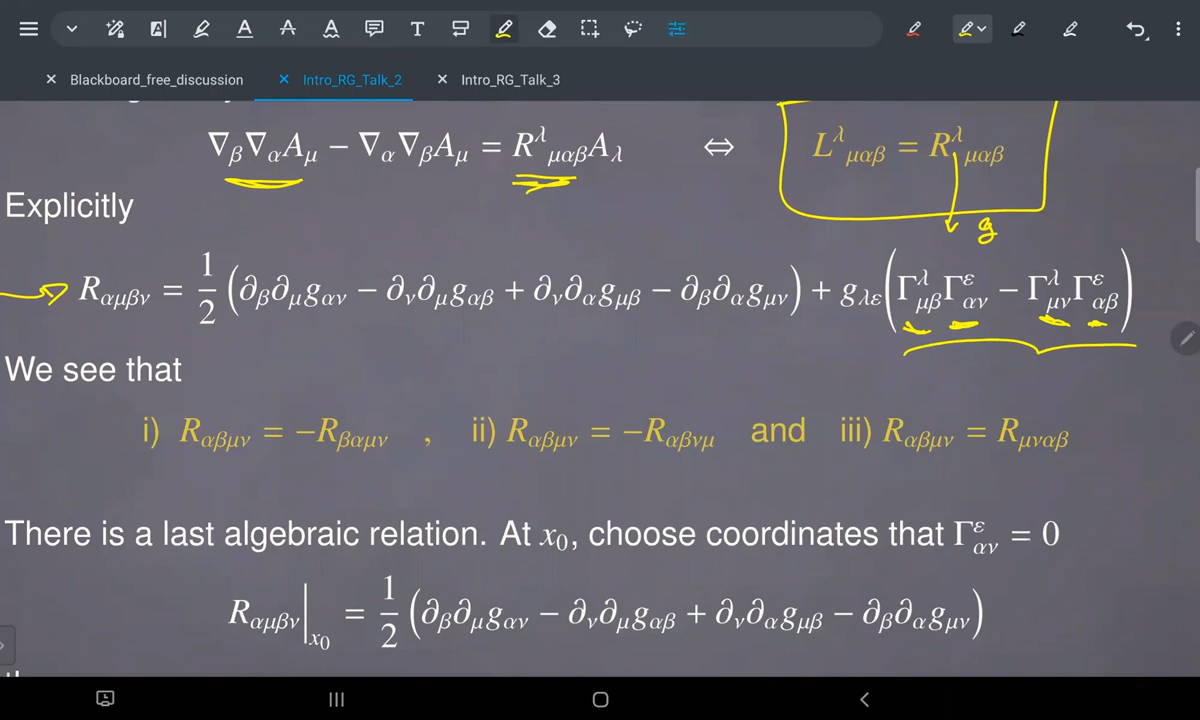 Blackboard_free_discussion Intro_RG_Talk_2 Intro_RG_Talk_3
∇_β∇_αA_μ − ∇_α∇_βA_μ = R^λ_{μαβ}A_λ ⇔ L^λ_{μαβ} = R^λ_{μαβ}
g
Explicitly
R_{αμβν} = 1/2 (∂_β∂_μg_{αν} − ∂_ν∂_μg_{αβ} + ∂_ν∂_αg_{μβ} − ∂_β∂_αg_{μν}) + g_{λε}(Γ^λ_{μβ}Γ^ε_{αν} − Γ^λ_{μν}Γ^ε_{αβ})
We see that
i) R_{αβμν} = −R_{βαμν} , ii) R_{αβμν} = −R_{αβνμ} and iii) R_{αβμν} = R_{μναβ}
There is a last algebraic relation. At x_0, choose coordinates that Γ^ε_{αν} = 0
R_{αμβν}|_{x_0} = 1/2 (∂_β∂_μg_{αν} − ∂_ν∂_μg_{αβ} + ∂_ν∂_αg_{μβ} − ∂_β∂_αg_{μν})